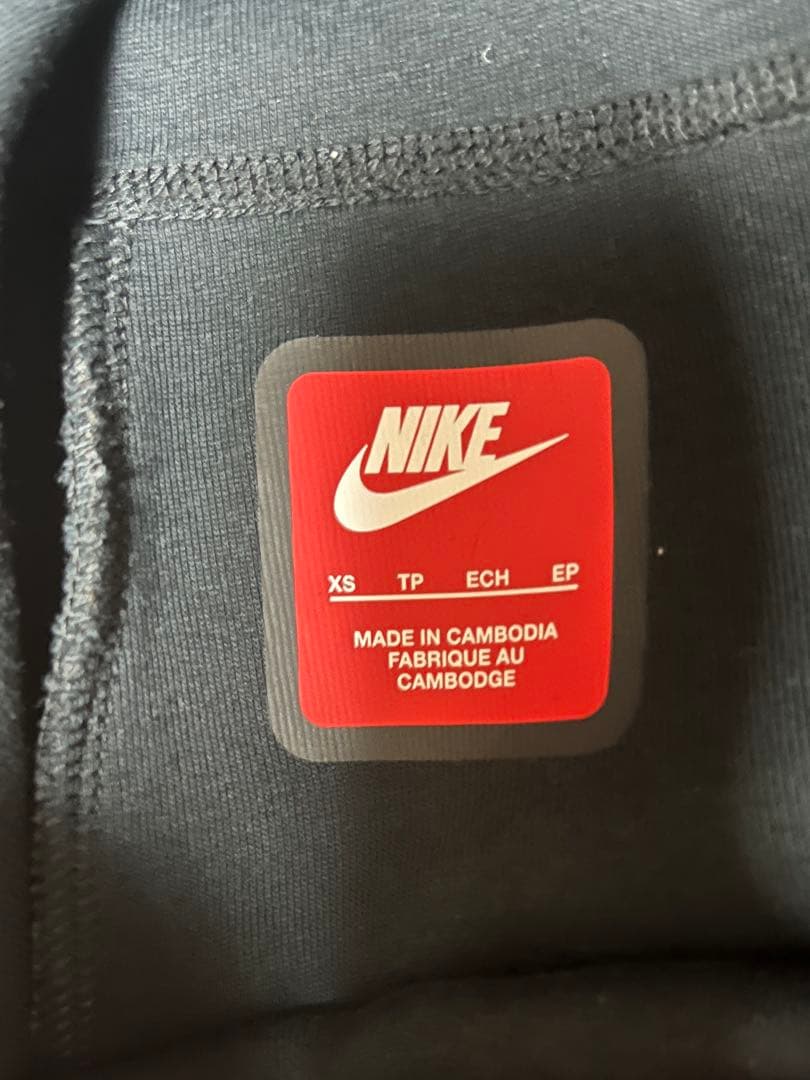 NIKE
XS TP ECH EP
MADE IN CAMBODIA
FABRIQUE AU
CAMBODGE